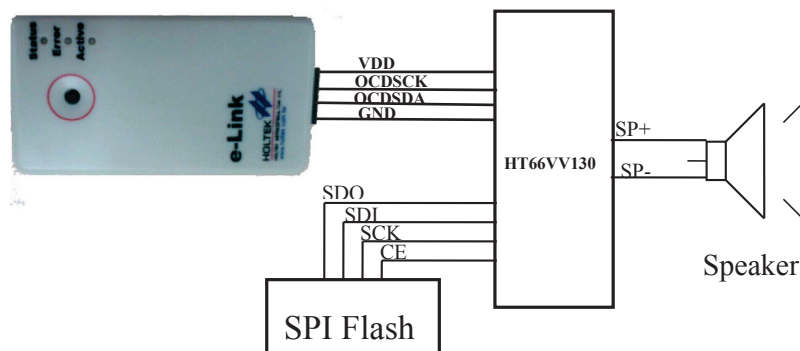 Status
Error
Active
e-Link
HOLTEK
VDD
OCDSCK
OCDSDA
GND
HT66VV130
SP+
SP-
Speaker
SDO
SDI
SCK
CE
SPI Flash